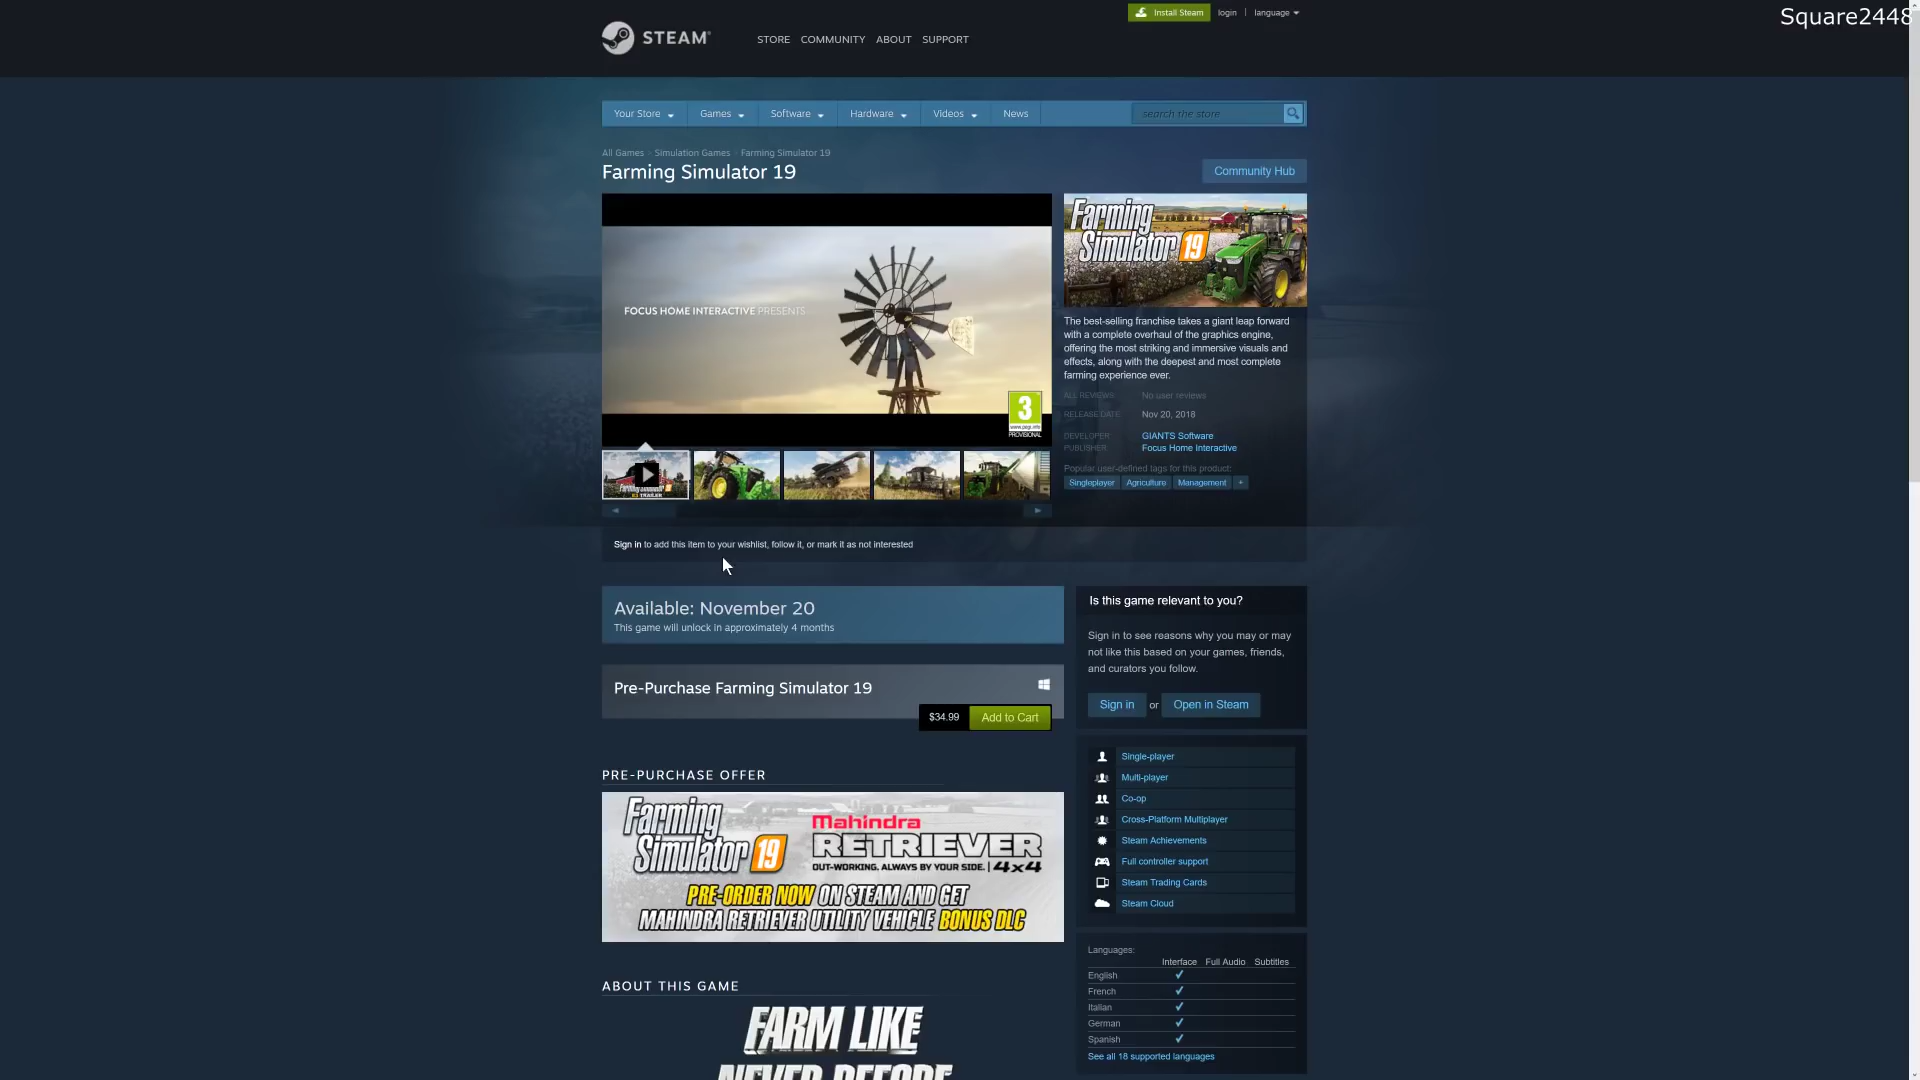 Install Steam
login
language
Square2448
STEAM
STORE
COMMUNITY
ABOUT
SUPPORT
Your Store
Games
Software
Hardware
Videos
News
search the store
All Games > Simulation Games > Farming Simulator 19
Farming Simulator 19
Community Hub
FOCUS HOME INTERACTIVE PRESENTS
3
www.pegi.info
PROVISIONAL
Farming Simulator 19
The best-selling franchise takes a giant leap forward
with a complete overhaul of the graphics engine,
offering the most striking and immersive visuals and
effects, along with the deepest and most complete
farming experience ever.
ALL REVIEWS: No user reviews
RELEASE DATE: Nov 20, 2018
DEVELOPER: GIANTS Software
PUBLISHER: Focus Home Interactive
Popular user-defined tags for this product:
Singleplayer
Agriculture
Management
+
Sign in to add this item to your wishlist, follow it, or mark it as not interested
Available: November 20
This game will unlock in approximately 4 months
Pre-Purchase Farming Simulator 19
$34.99
Add to Cart
PRE-PURCHASE OFFER
Farming Simulator 19
Mahindra
RETRIEVER
OUT-WORKING. ALWAYS BY YOUR SIDE. | 4x4
PRE-ORDER NOW ON STEAM AND GET
MAHINDRA RETRIEVER UTILITY VEHICLE BONUS DLC
ABOUT THIS GAME
FARM LIKE
NEVER BEFORE
Is this game relevant to you?
Sign in to see reasons why you may or may
not like this based on your games, friends,
and curators you follow.
Sign in or Open in Steam
Single-player
Multi-player
Co-op
Cross-Platform Multiplayer
Steam Achievements
Full controller support
Steam Trading Cards
Steam Cloud
Languages:
Interface Full Audio Subtitles
English ✔
French ✔
Italian ✔
German ✔
Spanish ✔
See all 18 supported languages